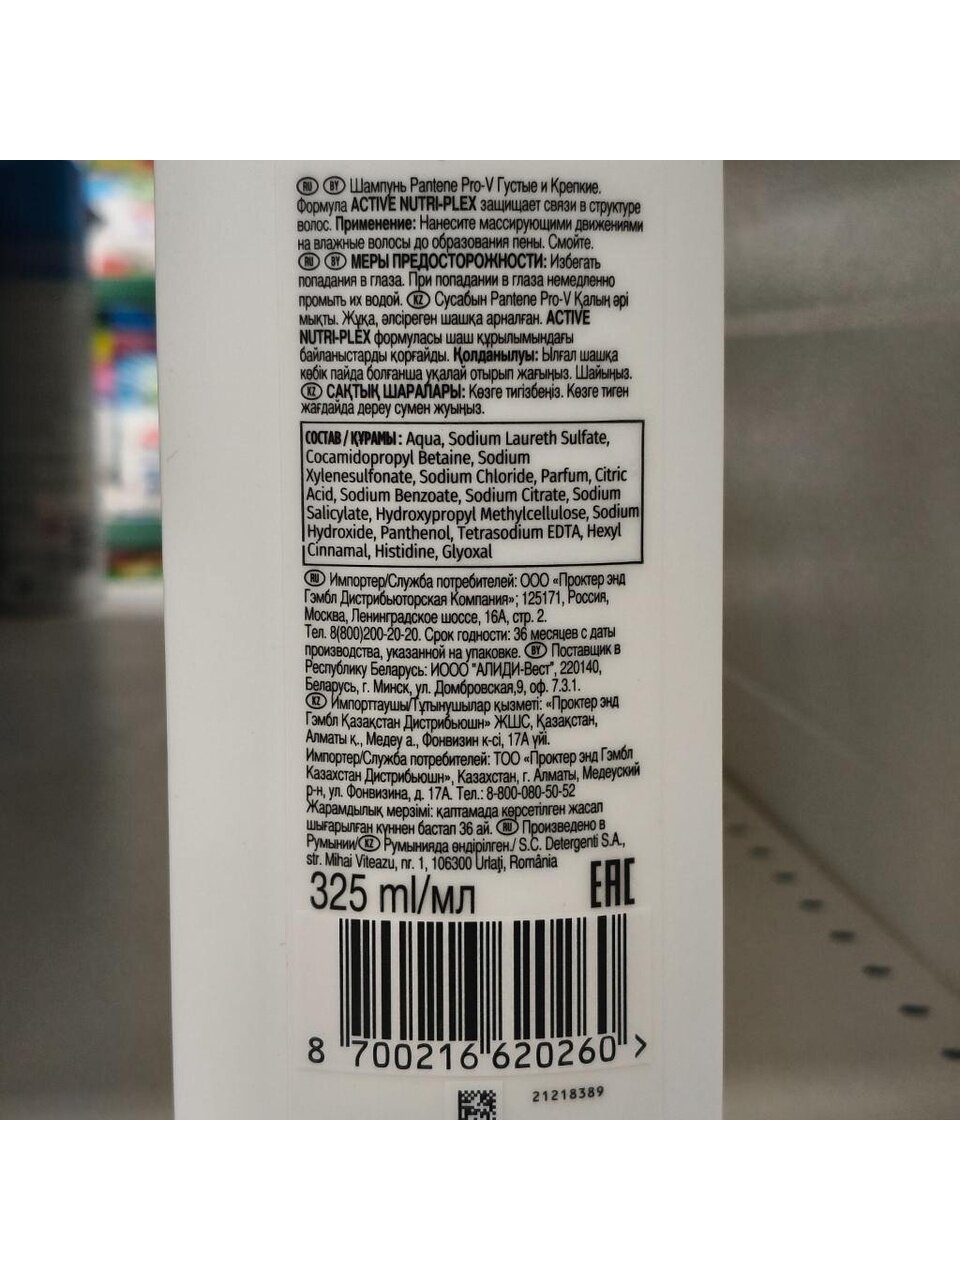 RU BY Шампунь Pantene Pro-V Густые и Крепкие.
Формула ACTIVE NUTRI-PLEX защищает связи в структуре
волос. Применение: Нанесите массирующими движениями
на влажные волосы до образования пены. Смойте.
RU BY МЕРЫ ПРЕДОСТОРОЖНОСТИ: Избегать
попадания в глаза. При попадании в глаза немедленно
промыть их водой. KZ Сусабын Pantene Pro-V Қалың әрі
мықты. Жұқа, әлсіреген шашқа арналған. ACTIVE
NUTRI-PLEX формуласы шаш құрылымындағы
байланыстарды қорғайды. Қолданылуы: Ылғал шашқа
көбік пайда болғанша уқалай отырып жағыңыз. Шайыңыз.
KZ САҚТЫҚ ШАРАЛАРЫ: Көзге тигізбеңіз. Көзге тиген
жағдайда дереу сумен жуыңыз.
СОСТАВ / ҚҰРАМЫ : Aqua, Sodium Laureth Sulfate,
Cocamidopropyl Betaine, Sodium
Xylenesulfonate, Sodium Chloride, Parfum, Citric
Acid, Sodium Benzoate, Sodium Citrate, Sodium
Salicylate, Hydroxypropyl Methylcellulose, Sodium
Hydroxide, Panthenol, Tetrasodium EDTA, Hexyl
Cinnamal, Histidine, Glyoxal
RU Импортер/Служба потребителей: ООО «Проктер энд
Гэмбл Дистрибьюторская Компания»; 125171, Россия,
Москва, Ленинградское шоссе, 16А, стр. 2.
Тел. 8(800)200-20-20. Срок годности: 36 месяцев с даты
производства, указанной на упаковке. BY Поставщик в
Республику Беларусь: ИООО "АЛИДИ-Вест", 220140,
Беларусь, г. Минск, ул. Домбровская,9, оф. 7.3.1.
KZ Импорттаушы/Тұтынушылар қызметі: «Проктер энд
Гэмбл Қазақстан Дистрибьюшн» ЖШС, Қазақстан,
Алматы қ., Медеу а., Фонвизин к-сі, 17А үйі.
Импортер/Служба потребителей: ТОО «Проктер энд Гэмбл
Казахстан Дистрибьюшн», Казахстан, г. Алматы, Медеуский
р-н, ул. Фонвизина, д. 17А. Тел.: 8-800-080-50-52
Жарамдылық мерзімі: қаптамада көрсетілген жасап
шығарылған күннен бастап 36 ай. RU Произведено в
Румынии/KZ Румынияда өндірілген./ S.C. Detergenti S.A.,
str. Mihai Viteazu, nr. 1, 106300 Urlaţi, România
325 ml/мл EAC
8 700216 620260 >
21218389